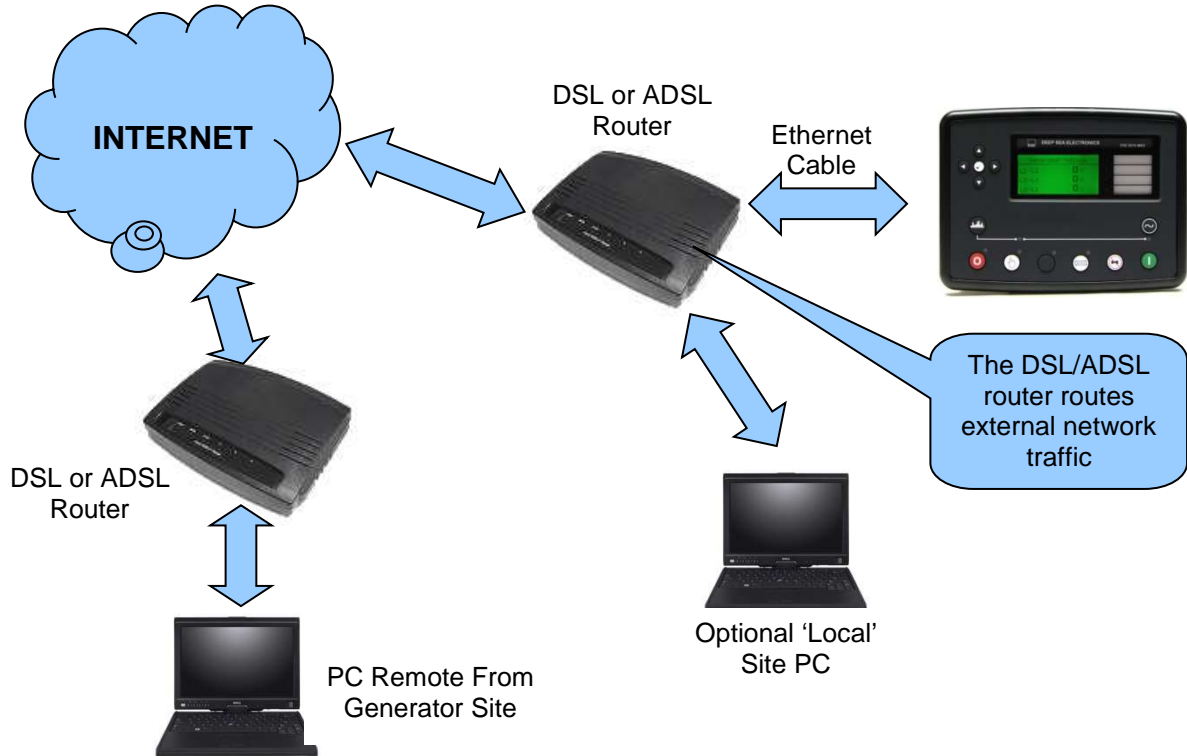 INTERNET
DSL or ADSL
Router
Ethernet
Cable
DEEP SEA ELECTRONICS
The DSL/ADSL
router routes
external network
traffic
DSL or ADSL
Router
Optional ‘Local’
Site PC
PC Remote From
Generator Site